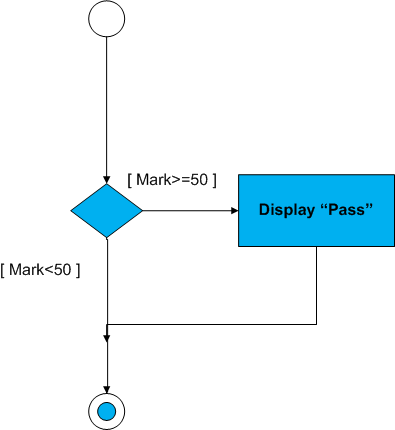 [ Mark>=50 ]
Display “Pass”
[ Mark<50 ]